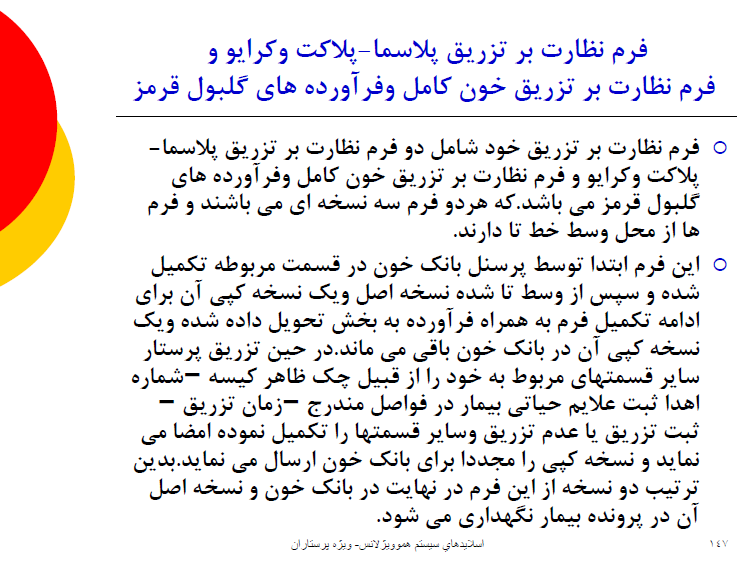 فرم نظارت بر تزریق پلاسما-پلاکت وکرایو و
فرم نظارت بر تزریق خون کامل وفرآورده های گلبول قرمز
فرم نظارت بر تزریق خود شامل دو فرم نظارت بر تزریق پلاسما-
پلاکت وکرایو و فرم نظارت بر تزریق خون کامل وفرآورده های
گلبول قرمز می باشد.که هردو فرم سه نسخه ای می باشند و فرم
ها از محل وسط خط تا دارند.
این فرم ابتدا توسط پرسنل بانک خون در قسمت مربوطه تکمیل
شده و سپس از وسط تا شده نسخه اصل ویک نسخه کپی آن برای
ادامه تکمیل فرم به همراه فرآورده به بخش تحویل داده شده ویک
نسخه کپی آن در بانک خون باقی می ماند.در حین تزریق پرستار
سایر قسمتهای مربوط به خود را از قبیل چک ظاهر کیسه –شماره
اهدا ثبت علایم حیاتی بیمار در فواصل مندرج –زمان تزریق –
ثبت تزریق یا عدم تزریق وسایر قسمتها را تکمیل نموده امضا می
نماید و نسخه کپی را مجددا برای بانک خون ارسال می نماید.بدین
ترتیب دو نسخه از این فرم در نهایت در بانک خون و نسخه اصل
آن در پرونده بیمار نگهداری می شود.
اسلایدهاي سیستم هموویژلانس- ویژه پرستاران
۱٤۷